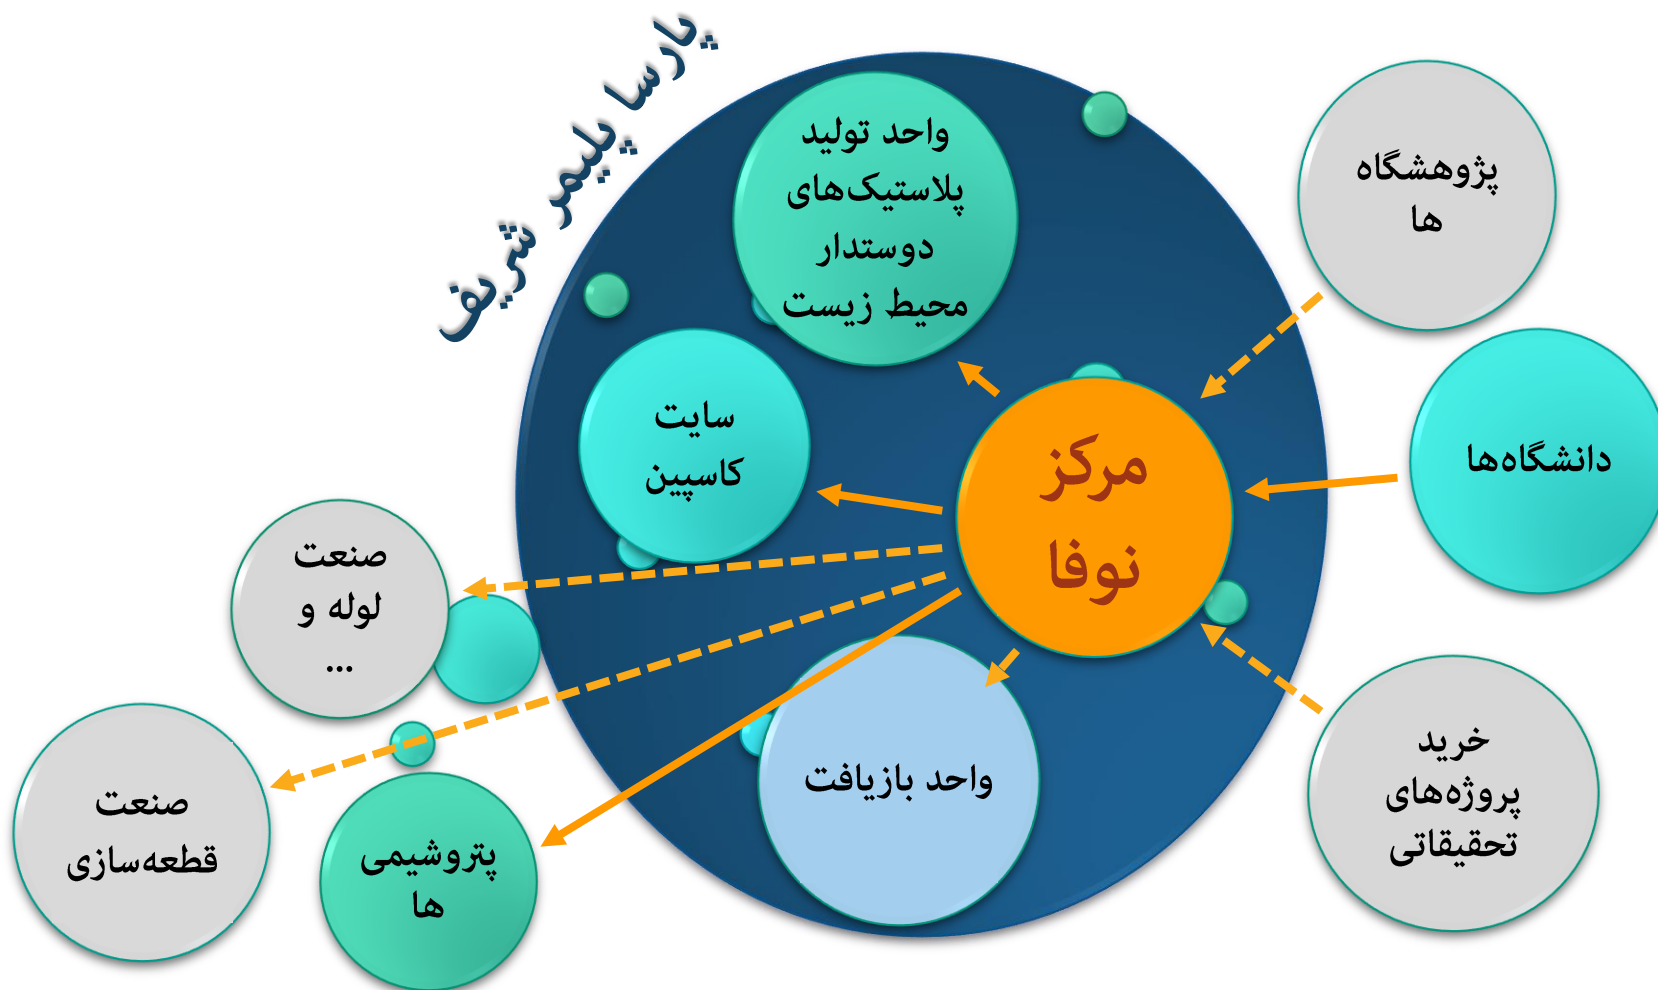 پارسا پلیمر شریف
واحد تولید
پلاستیک‌های
دوستدار
محیط زیست
پژوهشگاه
ها
سایت
کاسپین
مرکز
نوفا
دانشگاه‌ها
صنعت
لوله و
...
واحد بازیافت
خرید
پروژه‌های
تحقیقاتی
صنعت
قطعه‌سازی
پتروشیمی
ها